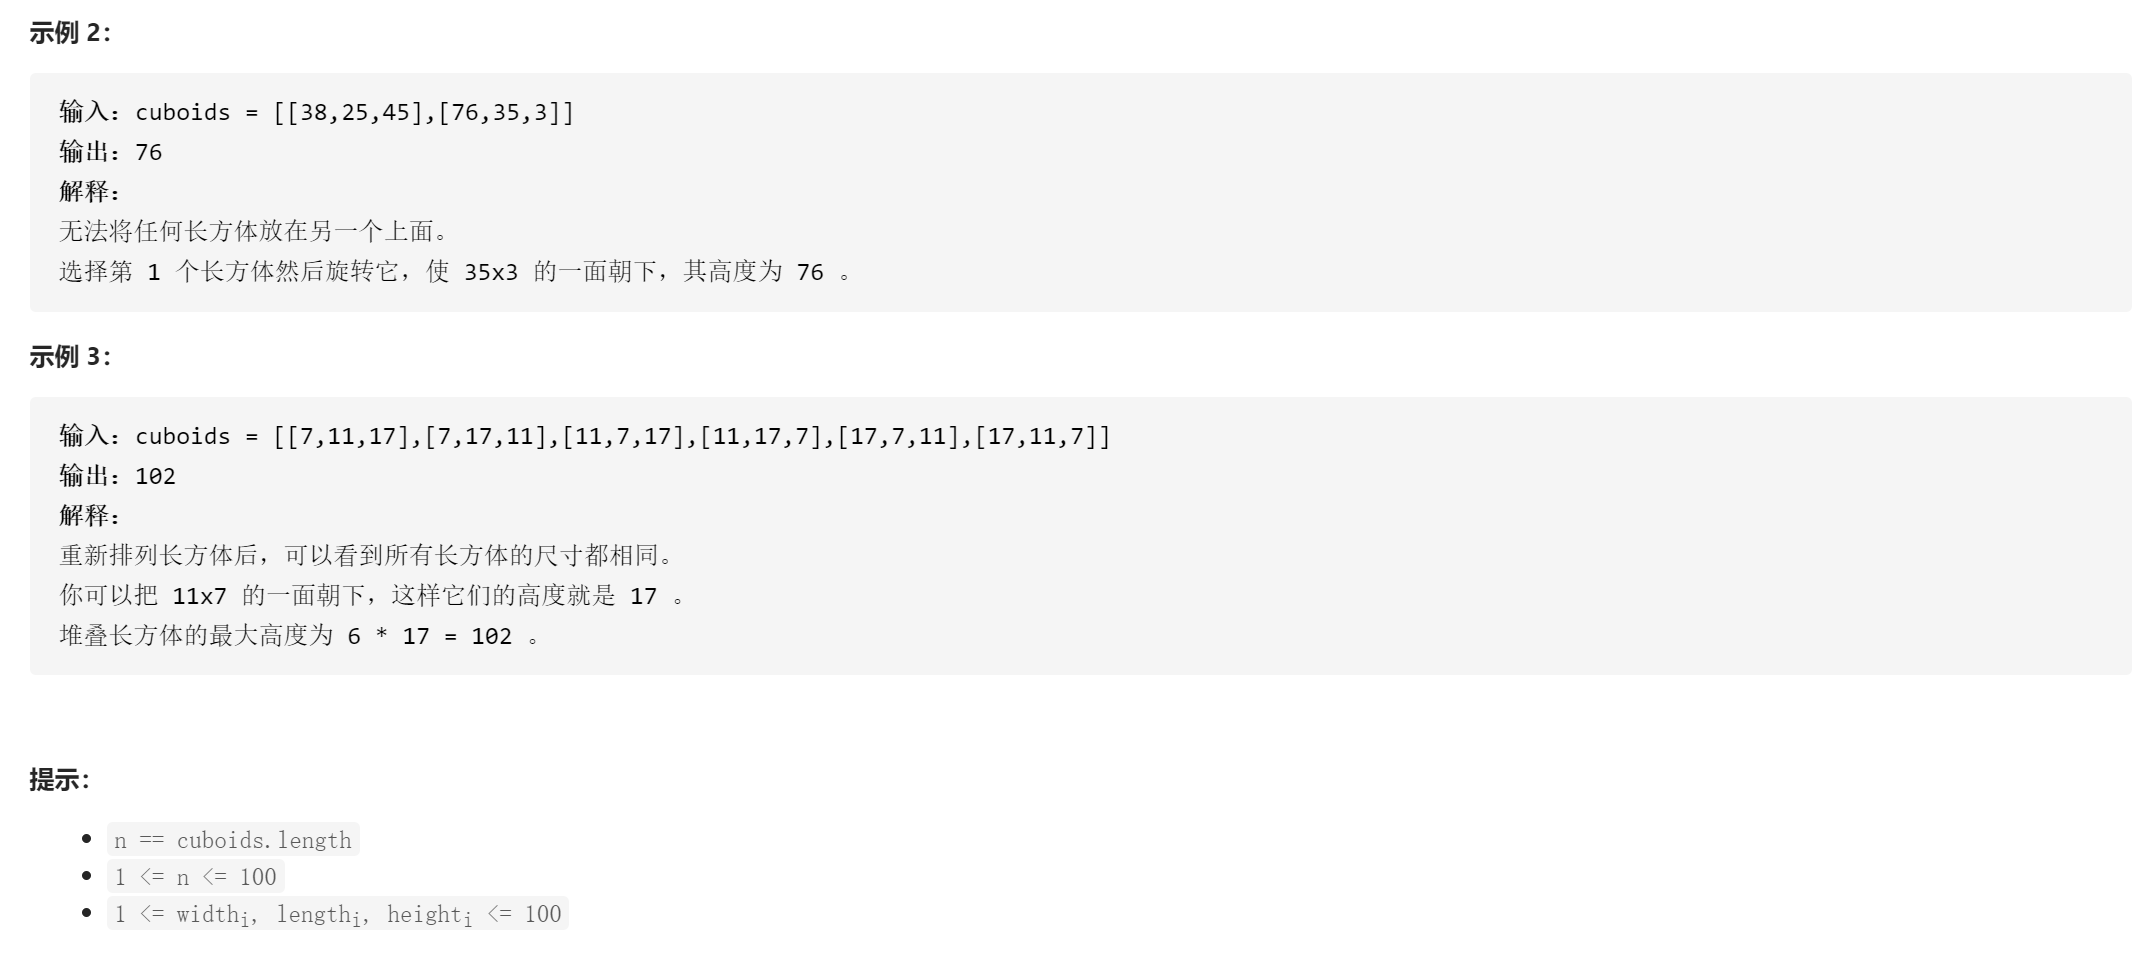 示例 2：
输入：cuboids = [[38,25,45],[76,35,3]]
输出：76
解释：
无法将任何长方体放在另一个上面。
选择第 1 个长方体然后旋转它，使 35x3 的一面朝下，其高度为 76 。
示例 3：
输入：cuboids = [[7,11,17],[7,17,11],[11,7,17],[11,17,7],[17,7,11],[17,11,7]]
输出：102
解释：
重新排列长方体后，可以看到所有长方体的尺寸都相同。
你可以把 11x7 的一面朝下，这样它们的高度就是 17 。
堆叠长方体的最大高度为 6 * 17 = 102 。
提示：
n == cuboids.length
1 <= n <= 100
1 <= widthi, lengthi, heighti <= 100